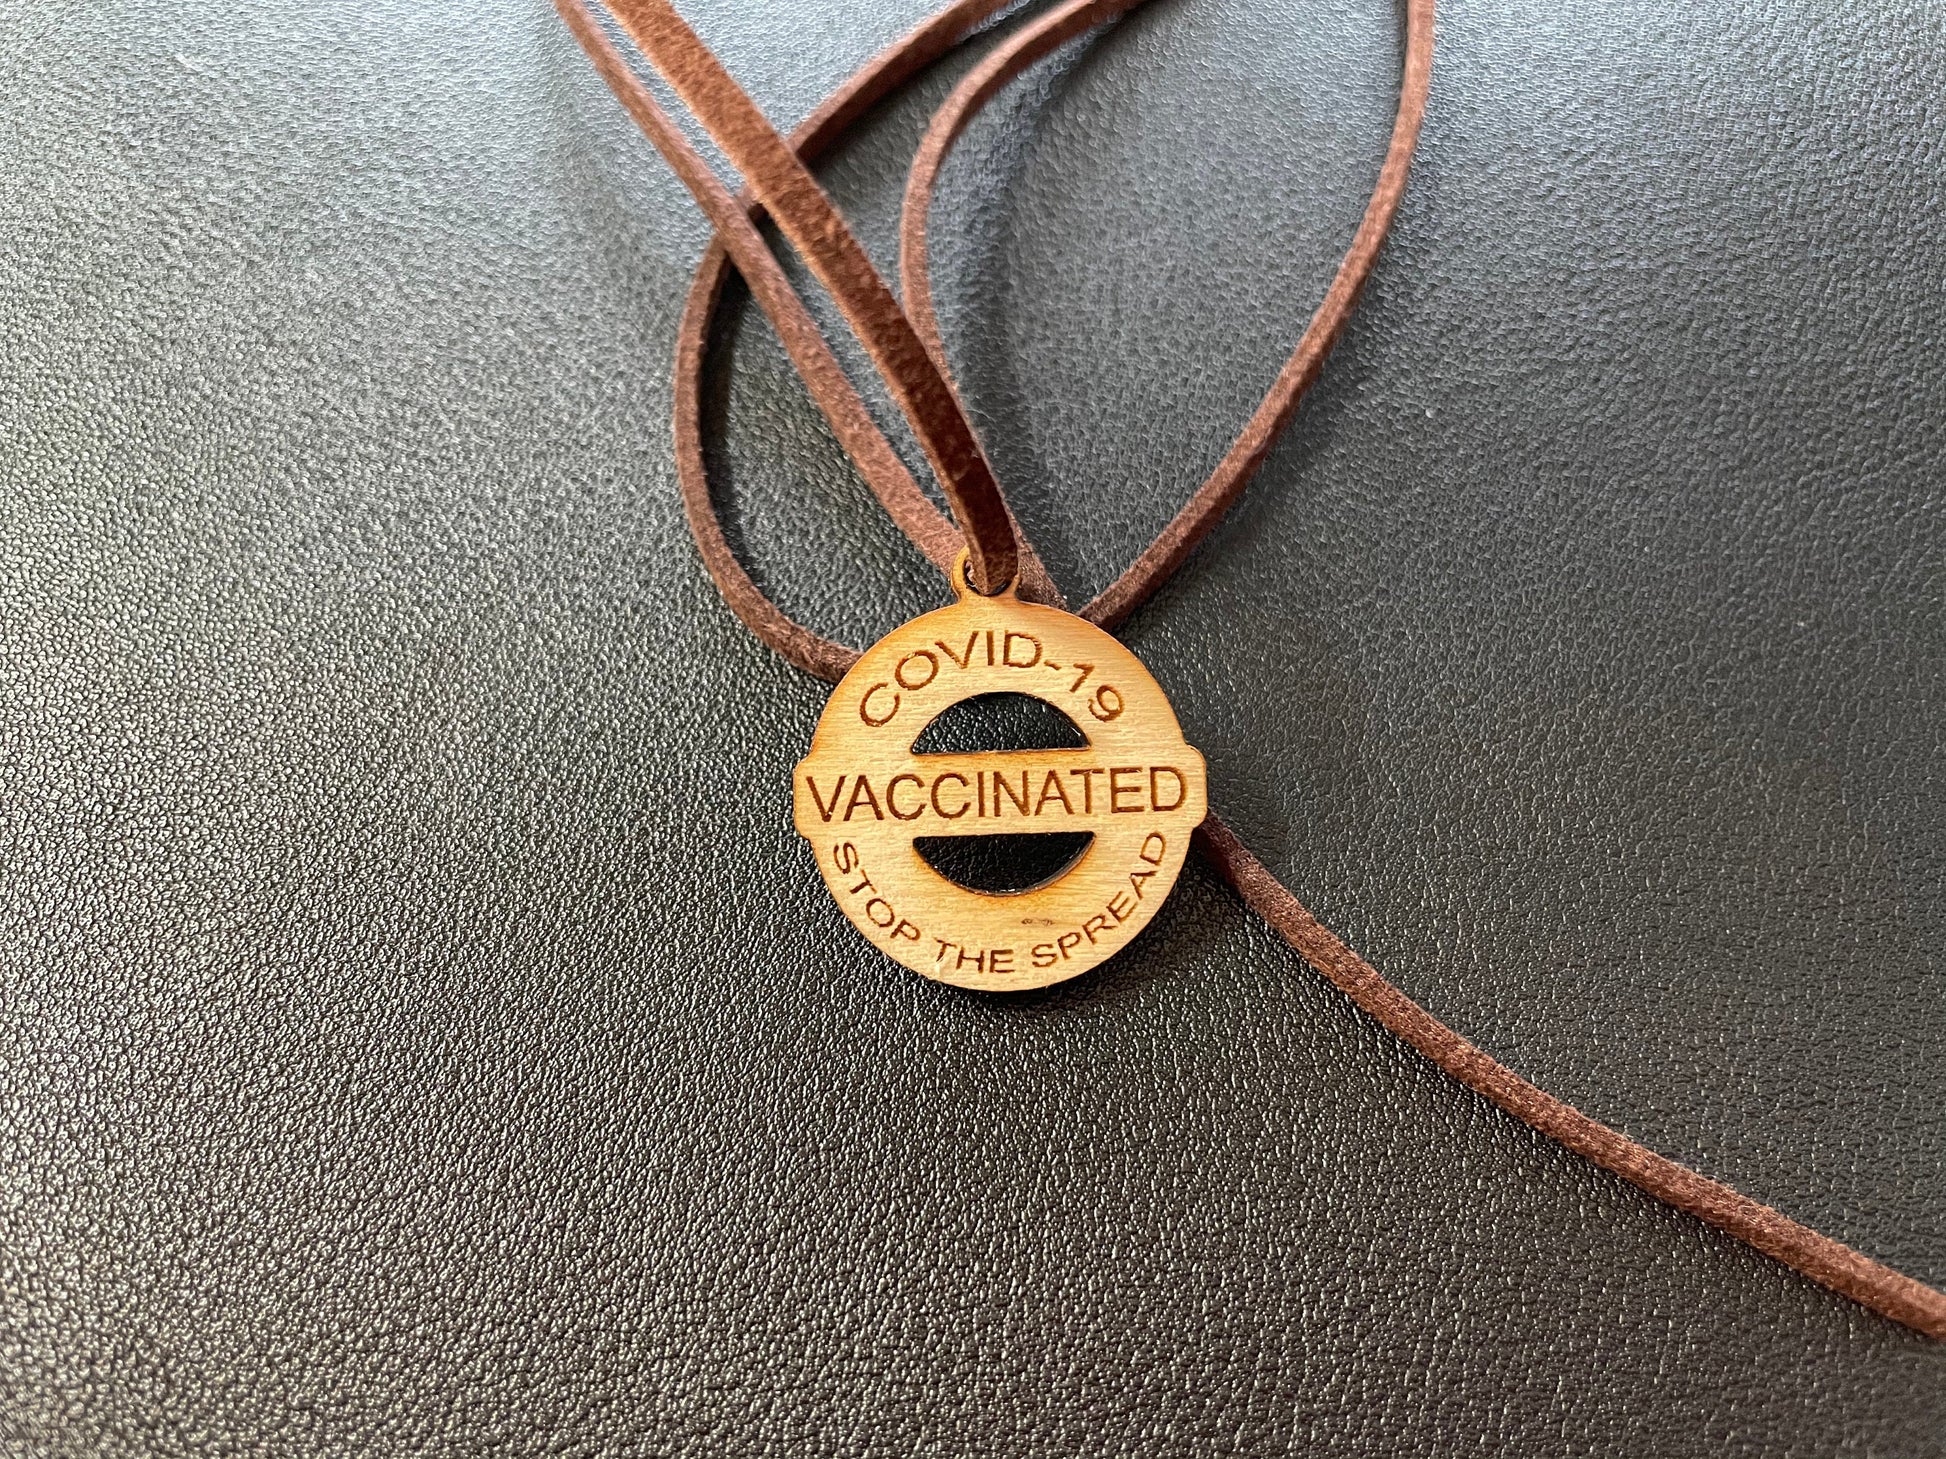 COVID-19
VACCINATED
STOP THE SPREAD